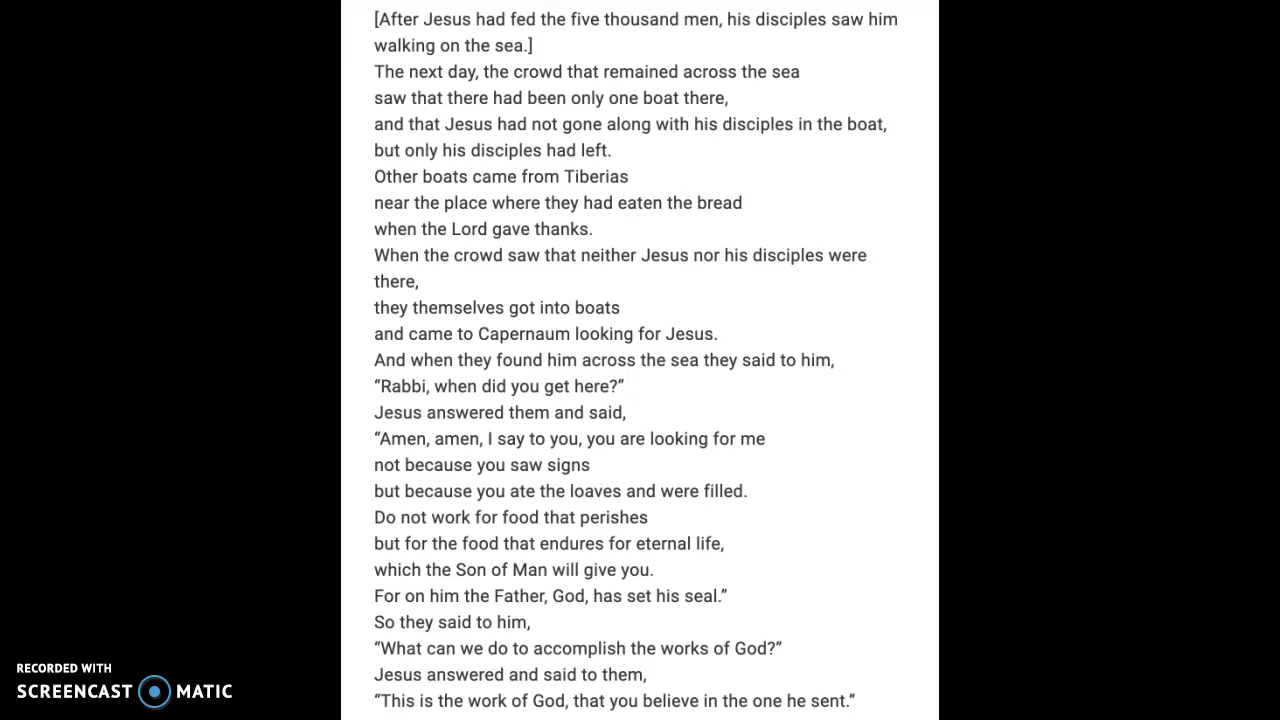 [After Jesus had fed the five thousand men, his disciples saw him
walking on the sea.]
The next day, the crowd that remained across the sea
saw that there had been only one boat there,
and that Jesus had not gone along with his disciples in the boat,
but only his disciples had left.
Other boats came from Tiberias
near the place where they had eaten the bread
when the Lord gave thanks.
When the crowd saw that neither Jesus nor his disciples were
there,
they themselves got into boats
and came to Capernaum looking for Jesus.
And when they found him across the sea they said to him,
“Rabbi, when did you get here?”
Jesus answered them and said,
“Amen, amen, I say to you, you are looking for me
not because you saw signs
but because you ate the loaves and were filled.
Do not work for food that perishes
but for the food that endures for eternal life,
which the Son of Man will give you.
For on him the Father, God, has set his seal.”
So they said to him,
“What can we do to accomplish the works of God?”
Jesus answered and said to them,
“This is the work of God, that you believe in the one he sent.”
RECORDED WITH
SCREENCAST MATIC